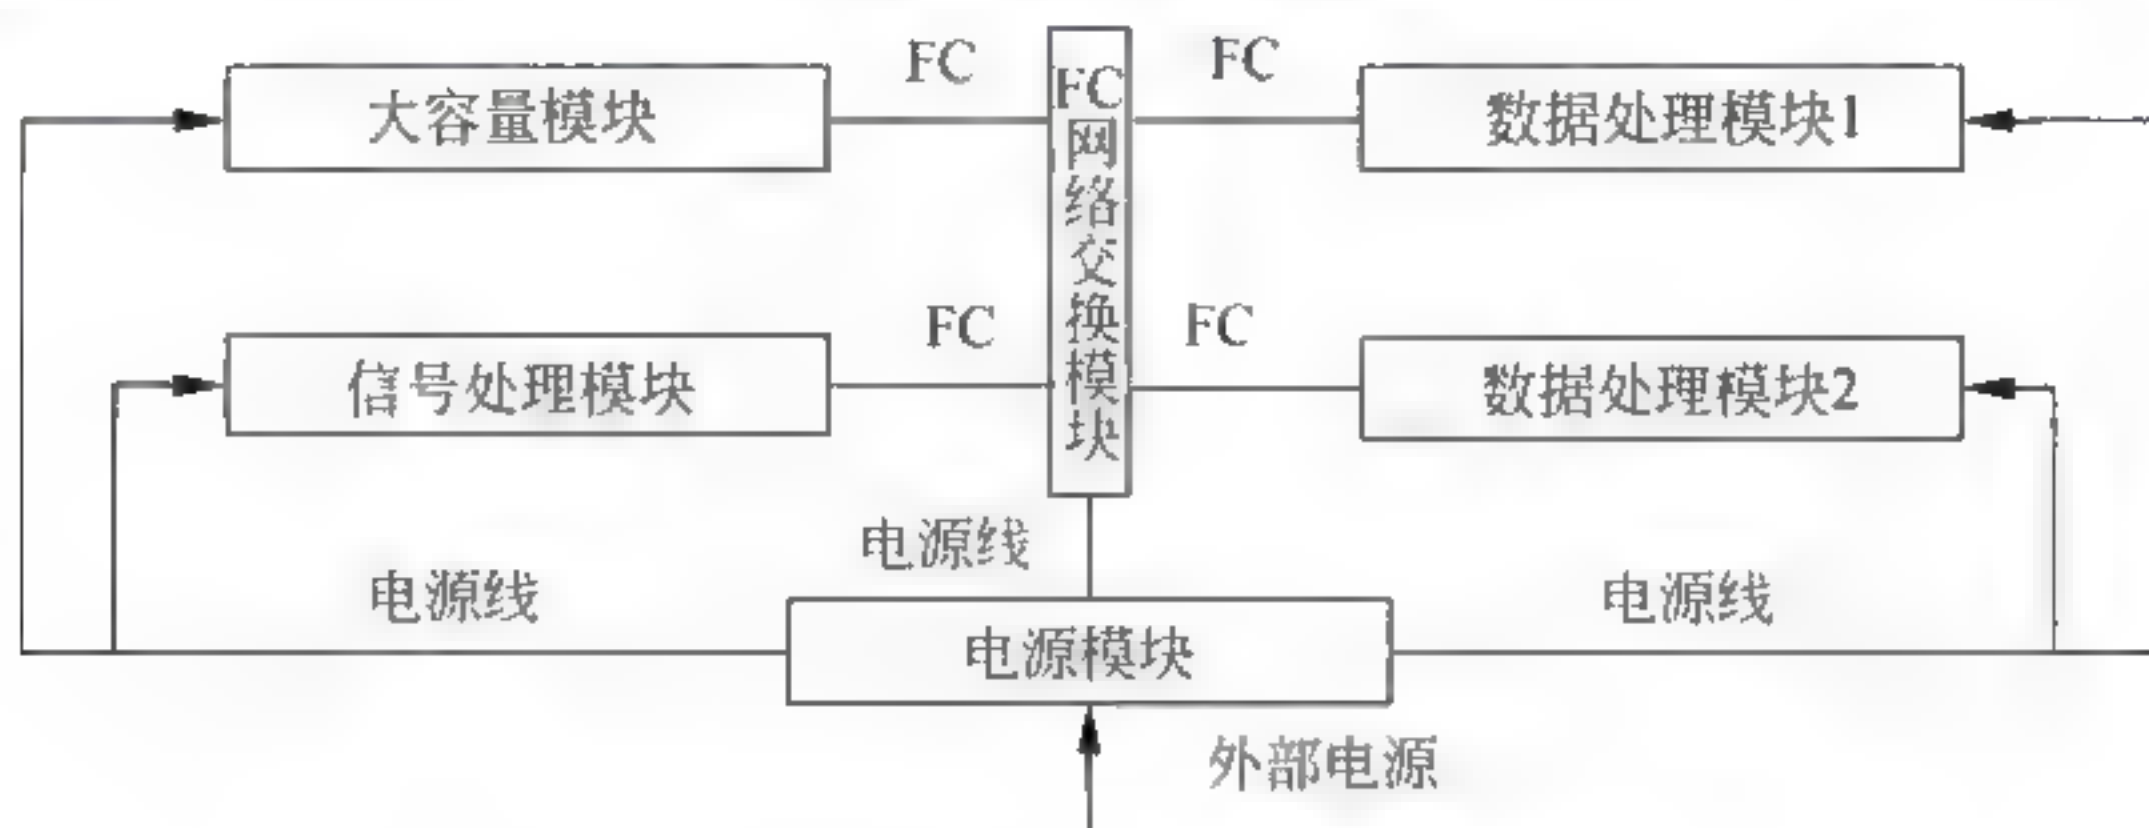 FC
FC
大容量模块
FC网络交换模块
数据处理模块1
FC
FC
信号处理模块
数据处理模块2
电源线
电源线
电源线
电源模块
外部电源